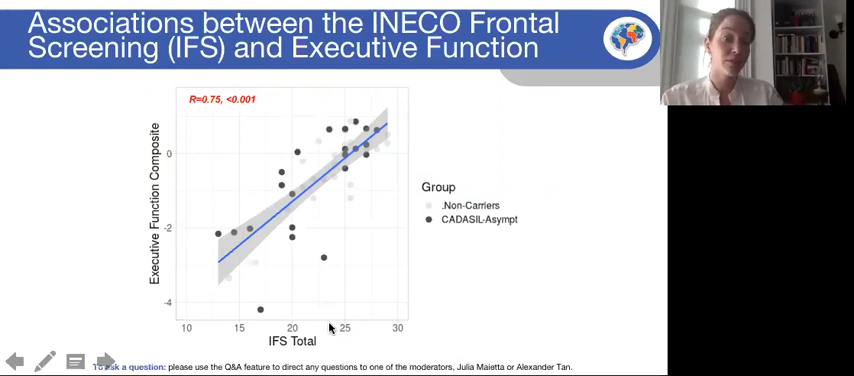 Associations between the INECO Frontal
Screening (IFS) and Executive Function
R=0.75, <0.001
Executive Function Composite
0
-2
-4
10 15 20 25 30
IFS Total
Group
.Non-Carriers
CADASIL-Asympt
To ask a question: please use the Q&A feature to direct any questions to one of the moderators, Julia Maietta or Alexander Tan.